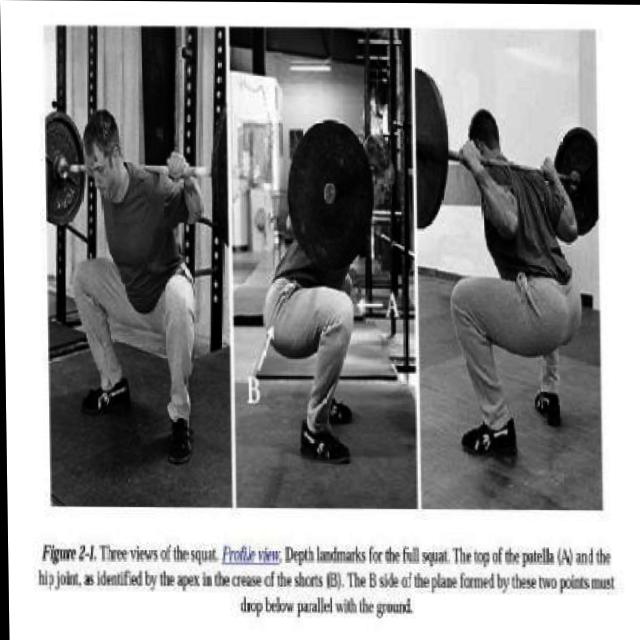 A
B
Figure 2-1. Three views of the squat. Profile view; Depth landmarks for the full squat. The top of the patella (A) and the
hip joint, as identified by the apex in the crease of the shorts (B). The B side of the plane formed by these two points must
drop below parallel with the ground.